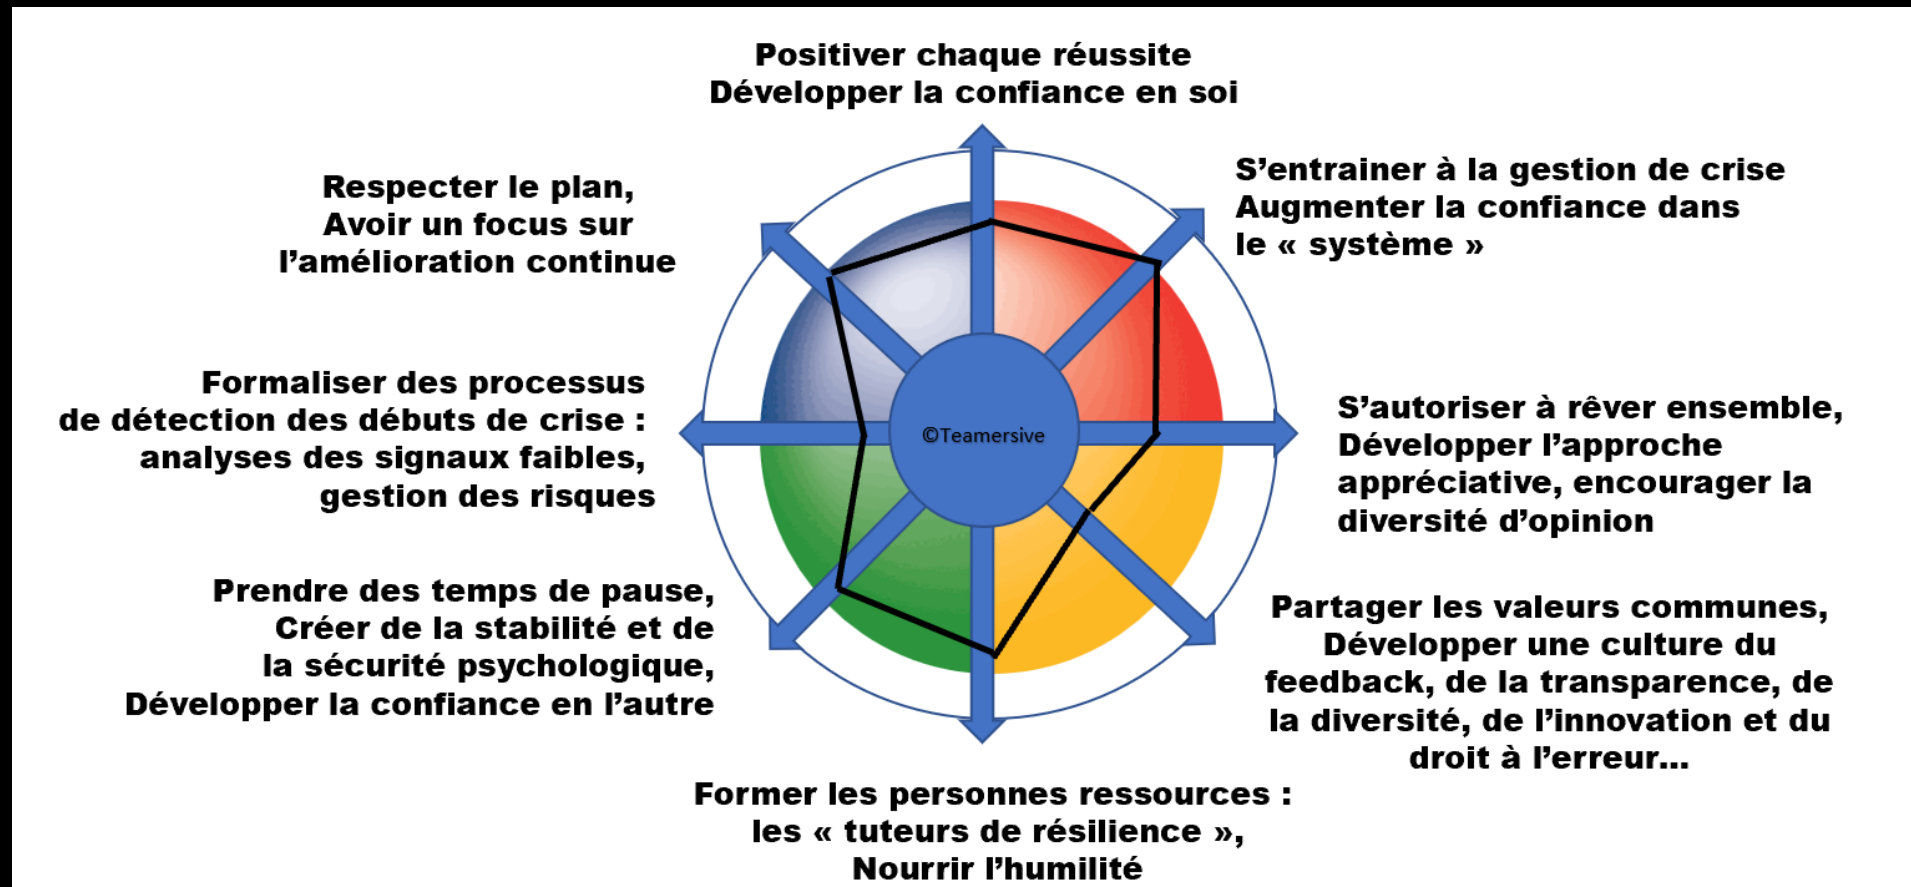 Positiver chaque réussite
Développer la confiance en soi
S'entrainer à la gestion de crise
Augmenter la confiance dans
le « système »
S'autoriser à rêver ensemble,
Développer l'approche
appréciative, encourager la
diversité d'opinion
Partager les valeurs communes,
Développer une culture du
feedback, de la transparence, de
la diversité, de l'innovation et du
droit à l'erreur...
Former les personnes ressources :
les « tuteurs de résilience »,
Nourrir l'humilité
Prendre des temps de pause,
Créer de la stabilité et de
la sécurité psychologique,
Développer la confiance en l'autre
Formaliser des processus
de détection des débuts de crise :
analyses des signaux faibles,
gestion des risques
Respecter le plan,
Avoir un focus sur
l'amélioration continue
©Teamersive